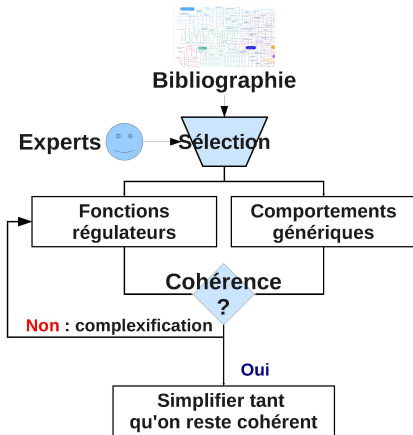 Bibliographie
Experts
Sélection
Fonctions
régulateurs
Comportements
génériques
Cohérence
?
Non : complexification
Oui
Simplifier tant
qu'on reste cohérent